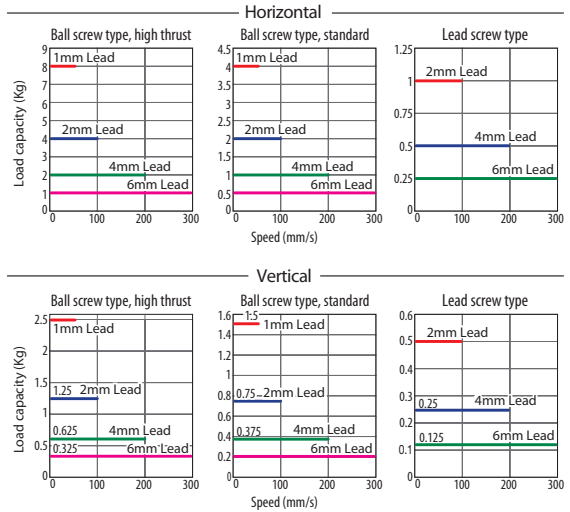 Horizontal
Ball screw type, high thrust
Load capacity (Kg)
9
8
7
6
5
4
3
2
1
0
1mm Lead
2mm Lead
4mm Lead
6mm Lead
0 100 200 300
Ball screw type, standard
4.5
4
3.5
3
2.5
2
1.5
1
0.5
0
1mm Lead
2mm Lead
4mm Lead
6mm Lead
0 100 200 300
Speed (mm/s)
Lead screw type
1.25
1
0.75
0.5
0.25
0
2mm Lead
4mm Lead
6mm Lead
0 100 200 300
Vertical
Ball screw type, high thrust
Load capacity (Kg)
2.5
2
1.5
1
0.5
0
1mm Lead
1.25 2mm Lead
0.625 4mm Lead
0.325 6mm Lead
0 100 200 300
Ball screw type, standard
1.6
1.4
1.2
1.0
0.8
0.6
0.4
0.2
0
1.5 1mm Lead
0.75 2mm Lead
0.375 4mm Lead
6mm Lead
0 100 200 300
Speed (mm/s)
Lead screw type
0.6
0.5
0.4
0.3
0.2
0.1
0
2mm Lead
0.25 4mm Lead
0.125 6mm Lead
0 100 200 300